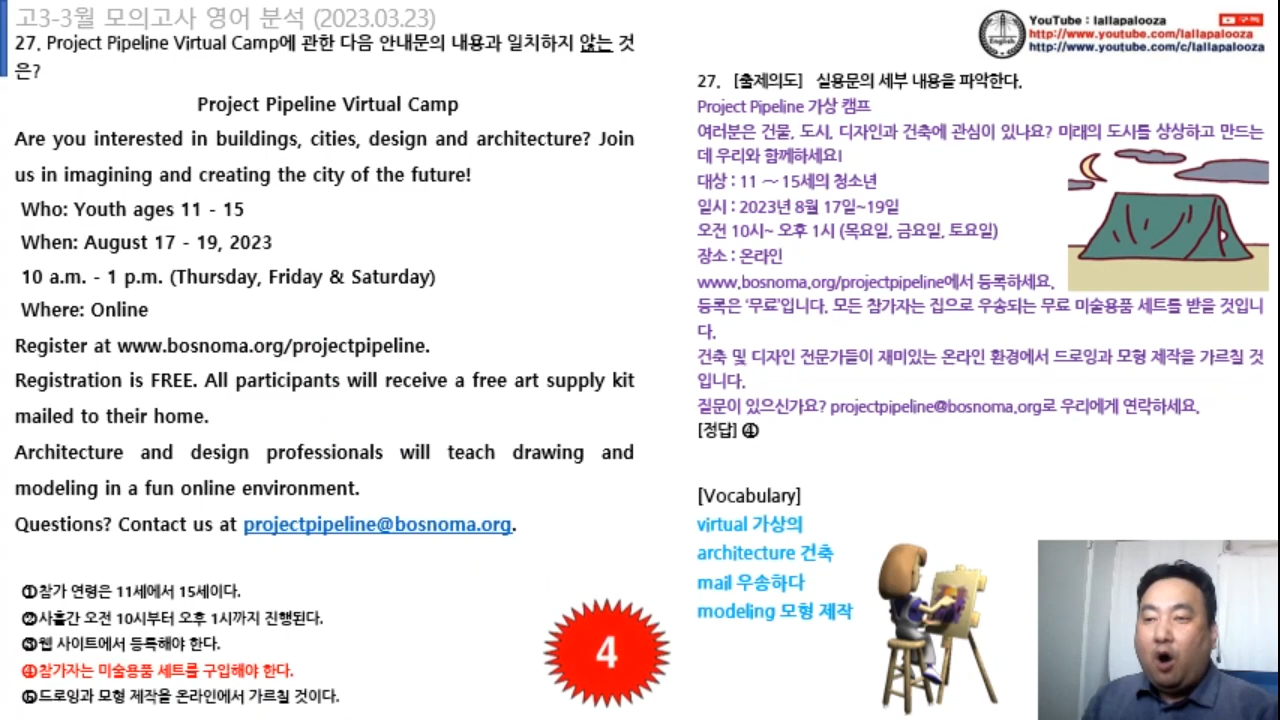 고3-3월 모의고사 영어 분석 (2023.03.23)
27. Project Pipeline Virtual Camp에 관한 다음 안내문의 내용과 일치하지 않는 것
은?
Project Pipeline Virtual Camp
Are you interested in buildings, cities, design and architecture? Join
us in imagining and creating the city of the future!
Who: Youth ages 11 - 15
When: August 17 - 19, 2023
10 a.m. - 1 p.m. (Thursday, Friday & Saturday)
Where: Online
Register at www.bosnoma.org/projectpipeline.
Registration is FREE. All participants will receive a free art supply kit
mailed to their home.
Architecture and design professionals will teach drawing and
modeling in a fun online environment.
Questions? Contact us at projectpipeline@bosnoma.org.
①참가 연령은 11세에서 15세이다.
②사흘간 오전 10시부터 오후 1시까지 진행된다.
③웹 사이트에서 등록해야 한다.
④참가자는 미술용품 세트를 구입해야 한다.
⑤드로잉과 모형 제작을 온라인에서 가르칠 것이다.
4
English
YouTube : lallapalooza
구독
http://www.youtube.com/lallapalooza
http://www.youtube.com/c/lallapalooza
27. [출제의도] 실용문의 세부 내용을 파악한다.
Project Pipeline 가상 캠프
여러분은 건물, 도시, 디자인과 건축에 관심이 있나요? 미래의 도시를 상상하고 만드는
데 우리와 함께하세요!
대상 : 11 ~ 15세의 청소년
일시 : 2023년 8월 17일~19일
오전 10시~ 오후 1시 (목요일, 금요일, 토요일)
장소 : 온라인
www.bosnoma.org/projectpipeline에서 등록하세요.
등록은 ‘무료’입니다. 모든 참가자는 집으로 우송되는 무료 미술용품 세트를 받을 것입니
다.
건축 및 디자인 전문가들이 재미있는 온라인 환경에서 드로잉과 모형 제작을 가르칠 것
입니다.
질문이 있으신가요? projectpipeline@bosnoma.org로 우리에게 연락하세요.
[정답] ④
[Vocabulary]
virtual 가상의
architecture 건축
mail 우송하다
modeling 모형 제작